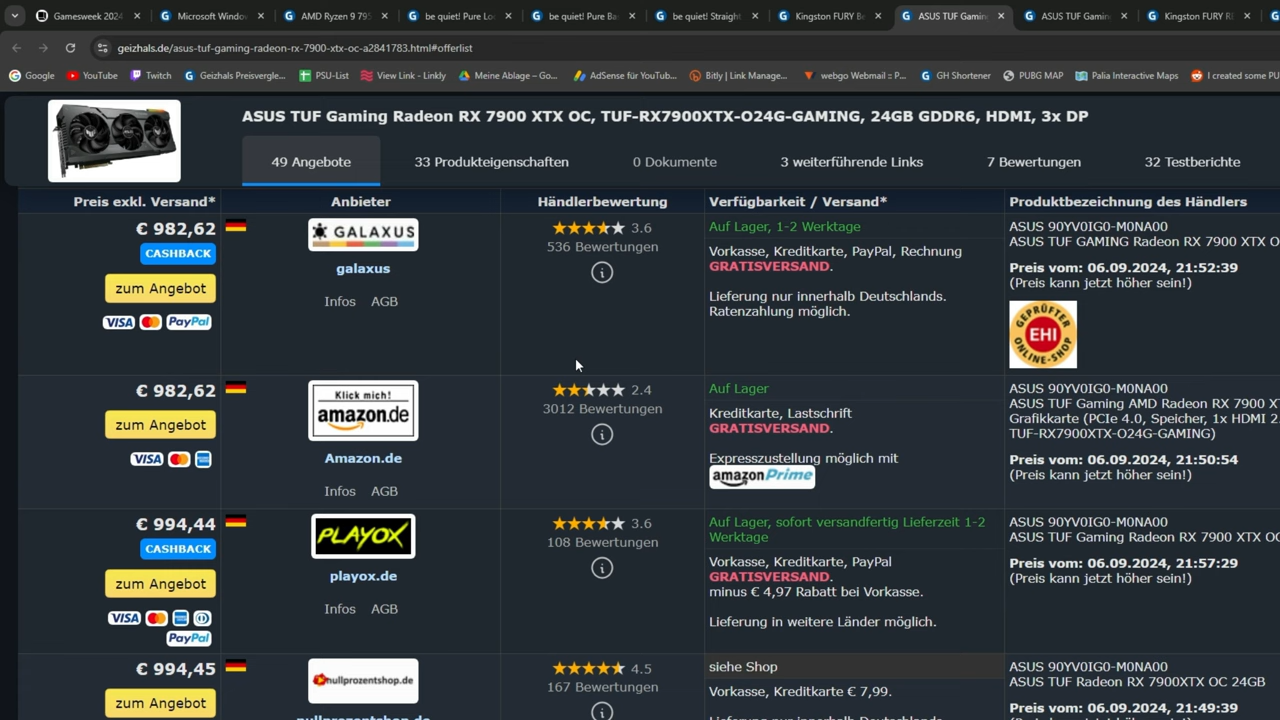 Gamesweek 2024
Microsoft Windo
AMD Ryzen 9 795
be quiet! Pure Lo
be quiet! Pure Ba
be quiet! Straight
Kingston FURY Be
ASUS TUF Gamin
ASUS TUF Gaming
Kingston FURY R
geizhals.de/asus-tuf-gaming-radeon-rx-7900-xtx-oc-a2841783.html#offerlist
Google
YouTube
Twitch
Geizhals Preisvergle...
PSU-List
View Link - Linkly
Meine Ablage – Go...
AdSense für YouTub...
Bitly | Link Manage...
webgo Webmail :: P...
GH Shortener
PUBG MAP
Palia Interactive Maps
I created some PU
ASUS TUF Gaming Radeon RX 7900 XTX OC, TUF-RX7900XTX-O24G-GAMING, 24GB GDDR6, HDMI, 3x DP
49 Angebote
33 Produkteigenschaften
0 Dokumente
3 weiterführende Links
7 Bewertungen
32 Testberichte
Preis exkl. Versand*
Anbieter
Händlerbewertung
Verfügbarkeit / Versand*
Produktbezeichnung des Händlers
€ 982,62
CASHBACK
zum Angebot
VISA PayPal
GALAXUS
galaxus
Infos AGB
3.6
536 Bewertungen
Auf Lager, 1-2 Werktage
Vorkasse, Kreditkarte, PayPal, Rechnung
GRATISVERSAND.
Lieferung nur innerhalb Deutschlands.
Ratenzahlung möglich.
ASUS 90YV0IG0-M0NA00
ASUS TUF GAMING Radeon RX 7900 XTX O
Preis vom: 06.09.2024, 21:52:39
(Preis kann jetzt höher sein!)
GEPRÜFTER
EHI
ONLINE-SHOP
€ 982,62
zum Angebot
VISA
Klick mich!
amazon.de
Amazon.de
Infos AGB
2.4
3012 Bewertungen
Auf Lager
Kreditkarte, Lastschrift
GRATISVERSAND.
Expresszustellung möglich mit
amazonPrime
ASUS 90YV0IG0-M0NA00
ASUS TUF Gaming AMD Radeon RX 7900 XT
Grafikkarte (PCIe 4.0, Speicher, 1x HDMI 2.
TUF-RX7900XTX-O24G-GAMING)
Preis vom: 06.09.2024, 21:50:54
(Preis kann jetzt höher sein!)
€ 994,44
CASHBACK
zum Angebot
VISA
PayPal
PLAYOX
playox.de
Infos AGB
3.6
108 Bewertungen
Auf Lager, sofort versandfertig Lieferzeit 1-2
Werktage
Vorkasse, Kreditkarte, PayPal
GRATISVERSAND.
minus € 4,97 Rabatt bei Vorkasse.
Lieferung in weitere Länder möglich.
ASUS 90YV0IG0-M0NA00
ASUS TUF Gaming Radeon RX 7900 XTX OC
Preis vom: 06.09.2024, 21:57:29
(Preis kann jetzt höher sein!)
€ 994,45
zum Angebot
nullprozentshop.de
nullprozentshop.de
4.5
167 Bewertungen
siehe Shop
Vorkasse, Kreditkarte € 7,99.
Lieferung nur innerhalb Deutschlands.
ASUS 90YV0IG0-M0NA00
ASUS TUF Radeon RX 7900XTX OC 24GB
Preis vom: 06.09.2024, 21:49:39